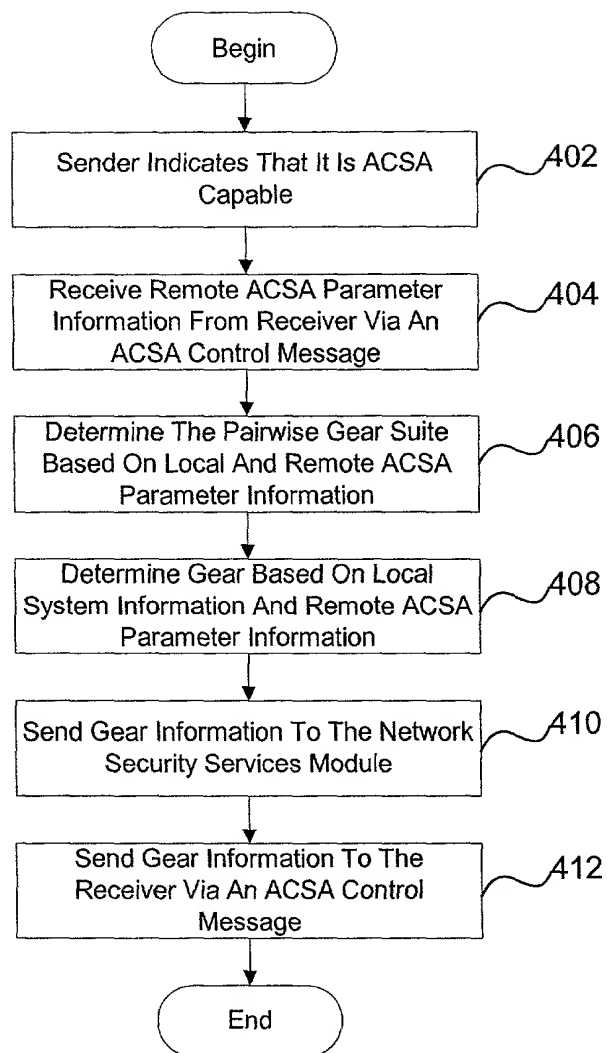 Begin
Sender Indicates That It Is ACSA
Capable
402
Receive Remote ACSA Parameter
Information From Receiver Via An
ACSA Control Message
404
Determine The Pairwise Gear Suite
Based On Local And Remote ACSA
Parameter Information
406
Determine Gear Based On Local
System Information And Remote ACSA
Parameter Information
408
Send Gear Information To The Network
Security Services Module
410
Send Gear Information To The
Receiver Via An ACSA Control
Message
412
End